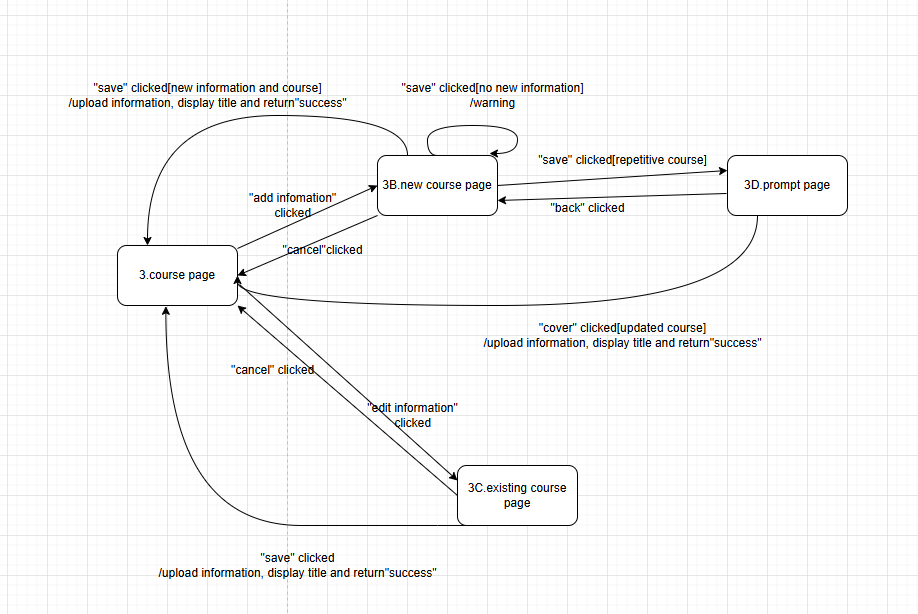 "save" clicked[new information and course]
/upload information, display title and return"success"
"save" clicked[no new information]
/warning
"save" clicked[repetitive course]
3B.new course page
3D.prompt page
"add infomation"
clicked
"back" clicked
"cancel"clicked
3.course page
"cover" clicked[updated course]
/upload information, display title and return"success"
"cancel" clicked
"edit information"
clicked
3C.existing course
page
"save" clicked
/upload information, display title and return"success"